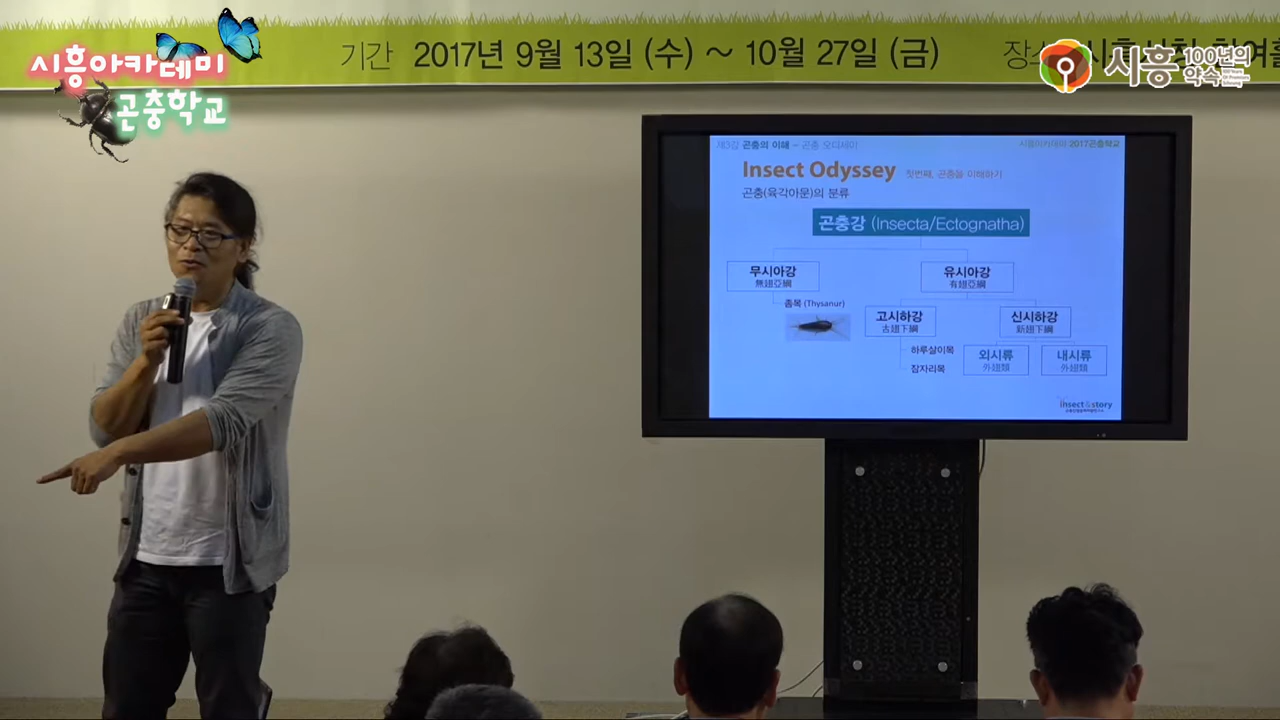 시흥아카데미
곤충학교
기간 2017년 9월 13일 (수) ~ 10월 27일 (금)
시흥 100년의 약속
제3강 곤충의 이해 - 곤충 오디세이
시흥아카데미 2017곤충학교
Insect Odyssey 첫번째, 곤충을 이해하기
곤충(육각아문)의 분류
곤충강 (Insecta/Ectognatha)
무시아강
無翅亞綱
유시아강
有翅亞綱
좀목 (Thysanur)
고시하강
古翅下綱
신시하강
新翅下綱
하루살이목
잠자리목
외시류
外翅類
내시류
外翅類
insect&story